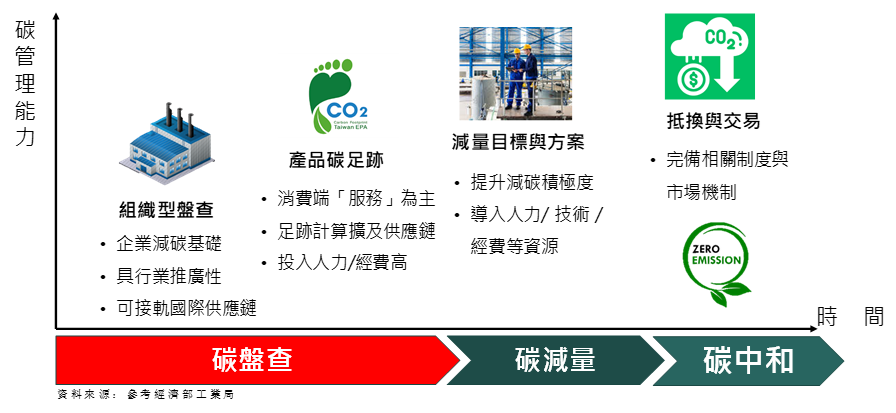 碳管理能力
組織型盤查
• 企業減碳基礎
• 具行業推廣性
• 可接軌國際供應鏈
CO2
Carbon Footprint
Taiwan EPA
產品碳足跡
• 消費端「服務」為主
• 足跡計算擴及供應鏈
• 投入人力/經費高
減量目標與方案
• 提升減碳積極度
• 導入人力/ 技術 /
經費等資源
CO2
$
抵換與交易
• 完備相關制度與
市場機制
ZERO
EMISSION
時 間
碳盤查
碳減量
碳中和
資料來源: 參考經濟部工業局